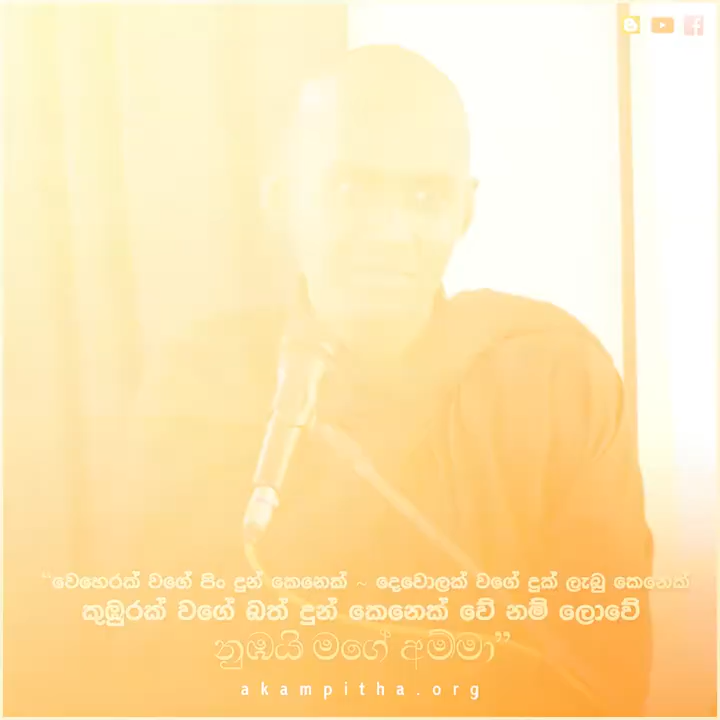 “වෙහෙරක් වගේ පිං දුන් කෙනෙක් ~ දෙවොලක් වගේ දුක් ලැබු කෙනෙක්
කුඹුරක් වගේ බත් දුන් කෙනෙක් වේ නම් ලොවේ
නුඹයි මගේ අම්මා”
akampitha.org